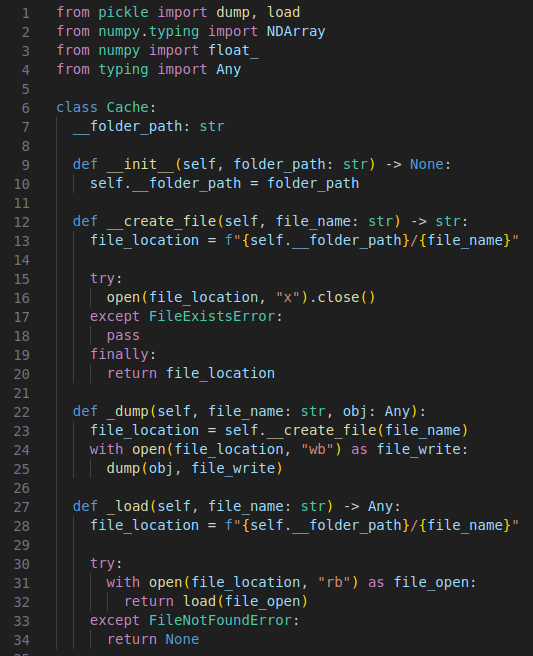 1 from pickle import dump, load
2 from numpy.typing import NDArray
3 from numpy import float_
4 from typing import Any
5
6 class Cache:
7   __folder_path: str
8
9   def __init__(self, folder_path: str) -> None:
10     self.__folder_path = folder_path
11
12   def __create_file(self, file_name: str) -> str:
13     file_location = f"{self.__folder_path}/{file_name}"
14
15     try:
16       open(file_location, "x").close()
17     except FileExistsError:
18       pass
19     finally:
20       return file_location
21
22   def _dump(self, file_name: str, obj: Any):
23     file_location = self.__create_file(file_name)
24     with open(file_location, "wb") as file_write:
25       dump(obj, file_write)
26
27   def _load(self, file_name: str) -> Any:
28     file_location = f"{self.__folder_path}/{file_name}"
29
30     try:
31       with open(file_location, "rb") as file_open:
32         return load(file_open)
33     except FileNotFoundError:
34       return None